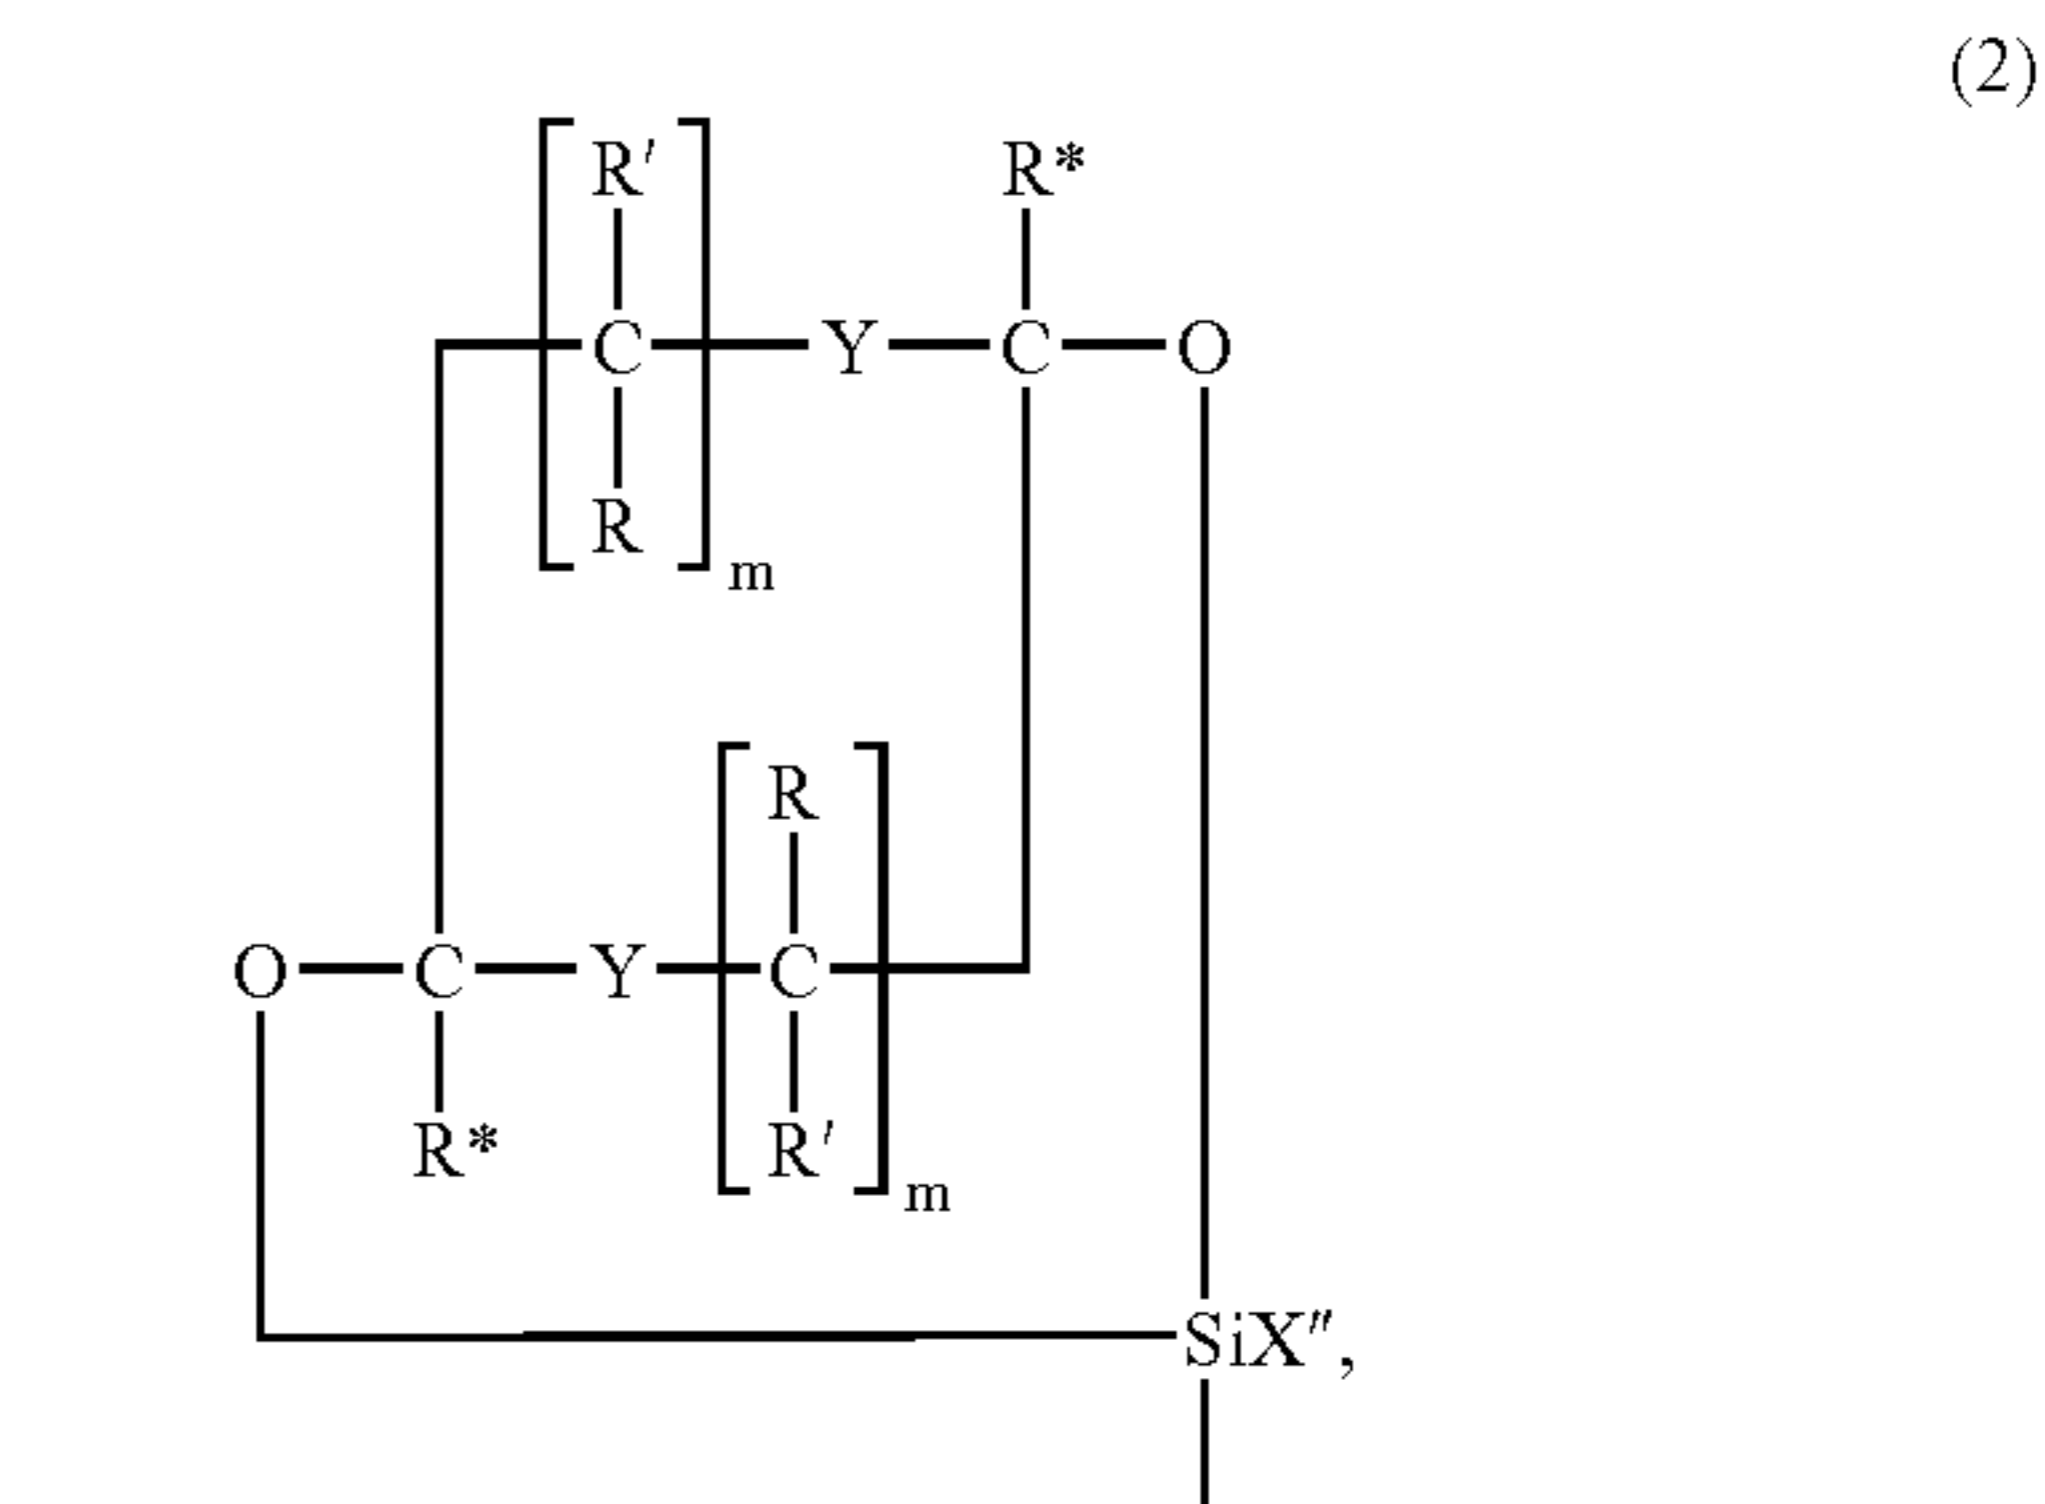 (2)
R′ R*
C Y C O
R
m
R
O C Y C
R* R′
m
SiX″,